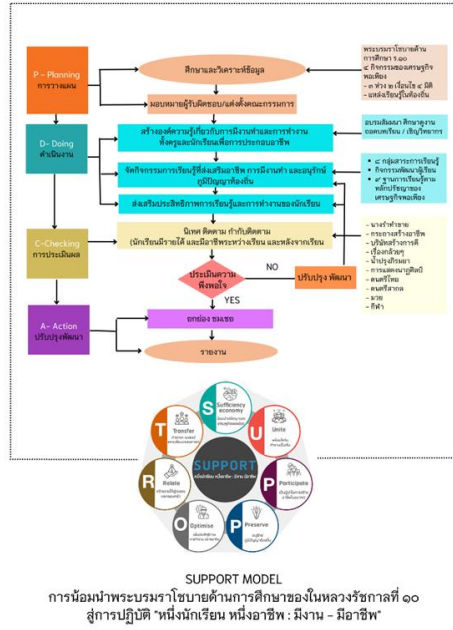 P - Planning
การวางแผน
D- Doing
ดำเนินงาน
C-Checking
การประเมินผล
A- Action
ปรับปรุงพัฒนา
ศึกษาและวิเคราะห์ข้อมูล
มอบหมายผู้รับผิดชอบ/แต่งตั้งคณะกรรมการ
สร้างองค์ความรู้เกี่ยวกับการมีงานทำและการทำงาน
ทั้งครูและนักเรียนเพื่อการประกอบอาชีพ
จัดกิจกรรมการเรียนรู้ที่ส่งเสริมอาชีพ การมีงานทำ และอนุรักษ์
ภูมิปัญญาท้องถิ่น
ส่งเสริมประสิทธิภาพการเรียนรู้และการทำงานของนักเรียน
นิเทศ ติดตาม กำกับติดตาม
(นักเรียนมีรายได้ และมีอาชีพระหว่างเรียน และหลังจากเรียน
ประเมินความ
พึงพอใจ
NO
ปรับปรุง พัฒนา
YES
ยกย่อง ชมเชย
รายงาน
พระบรมราโชบายด้าน
การศึกษา ร.๑๐
๔ กิจกรรมของเศรษฐกิจ
พอเพียง
- ๓ ห่วง ๒ เงื่อนไข ๔ มิติ
- แหล่งเรียนรู้ในท้องถิ่น
อบรมสัมมนา ศึกษาดูงาน
ถอดบทเรียน / เชิญวิทยากร
๘ กลุ่มสาระการเรียนรู้
กิจกรรมพัฒนาผู้เรียน
๙ ฐานการเรียนรู้ตาม
หลักปรัชญาของ
เศรษฐกิจพอเพียง
- นางรำทำขาย
- กระถางสร้างอาชีพ
- บริษัทสร้างการดี
- เรื่องกล้วยๆ
- น้ำปรุงภิรมยา
- การแสดงนาฏศิลป์
- ดนตรีไทย
- ดนตรีสากล
- มวย
- กีฬา
S
Sufficiency
economy
U
Unite
P
Participate
P
Preserve
O
Optimise
R
Relate
T
Transfer
SUPPORT
หนึ่งนักเรียน หนึ่งอาชีพ : มีงาน มีอาชีพ
SUPPORT MODEL
การน้อมนำพระบรมราโชบายด้านการศึกษาของในหลวงรัชกาลที่ ๑๐
สู่การปฏิบัติ "หนึ่งนักเรียน หนึ่งอาชีพ : มีงาน - มีอาชีพ"